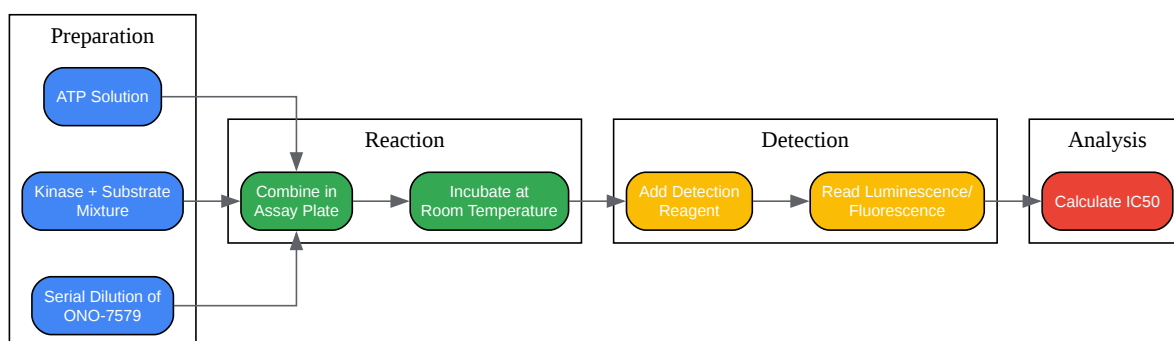 Preparation
ATP Solution
Kinase + Substrate
Mixture
Serial Dilution of
ONO-7579
Reaction
Combine in
Assay Plate
Incubate at
Room Temperature
Detection
Add Detection
Reagent
Read Luminescence/
Fluorescence
Analysis
Calculate IC50